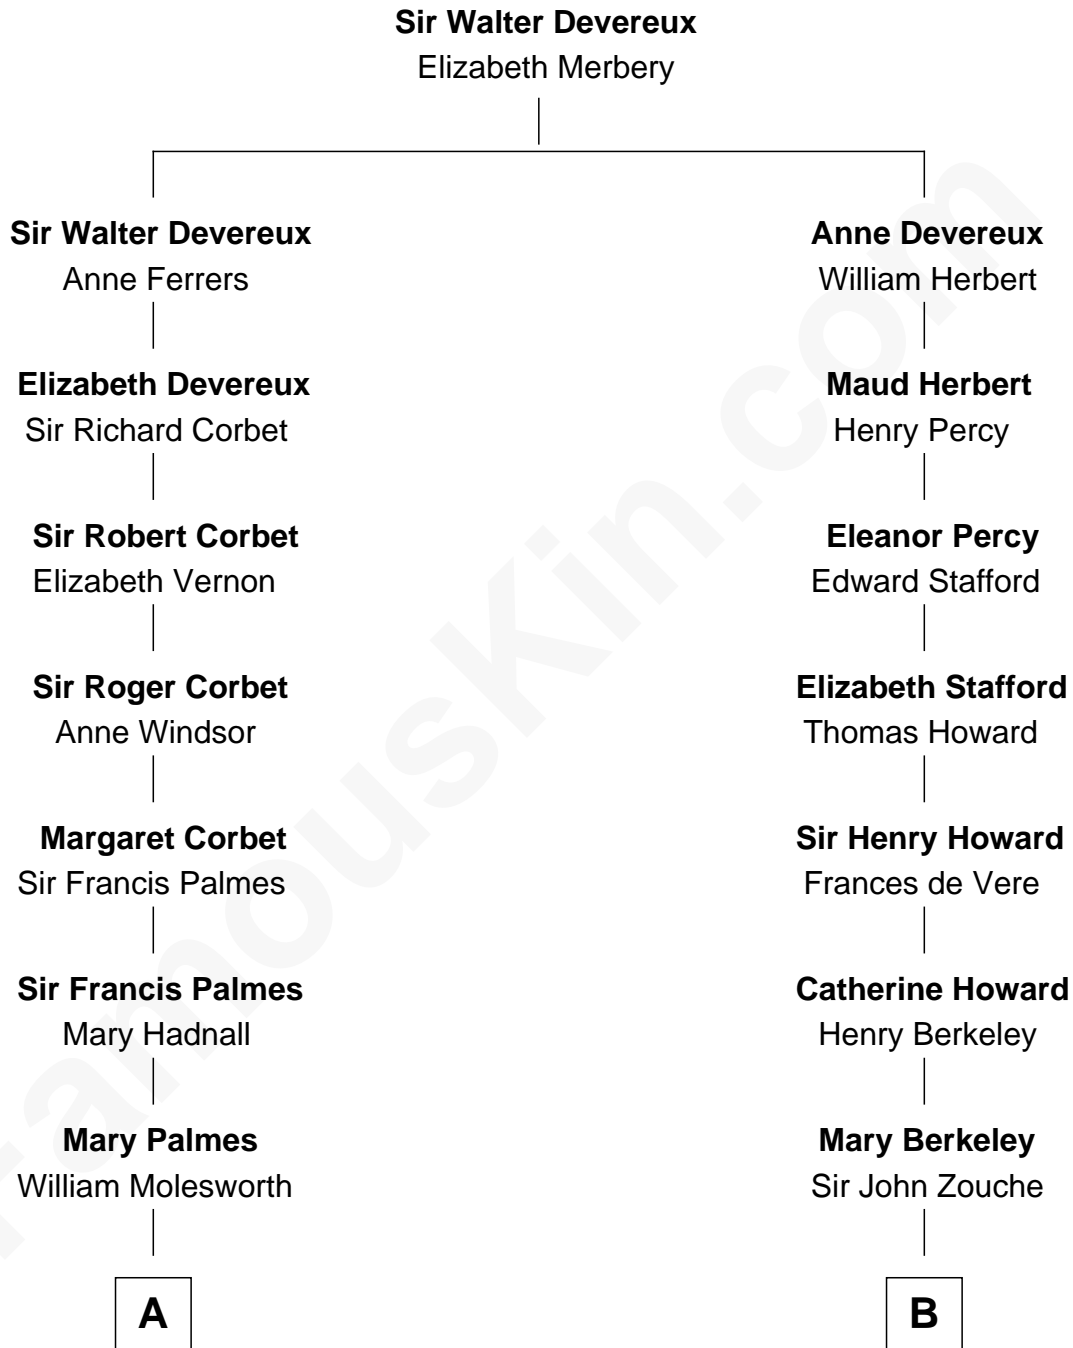 Sir Walter Devereux
Elizabeth Merbery
Sir Walter Devereux
Anne Ferrers
Anne Devereux
William Herbert
Elizabeth Devereux
Sir Richard Corbet
Maud Herbert
Henry Percy
Sir Robert Corbet
Elizabeth Vernon
Eleanor Percy
Edward Stafford
Sir Roger Corbet
Anne Windsor
Elizabeth Stafford
Thomas Howard
Margaret Corbet
Sir Francis Palmes
Sir Henry Howard
Frances de Vere
Sir Francis Palmes
Mary Hadnall
Catherine Howard
Henry Berkeley
Mary Palmes
William Molesworth
Mary Berkeley
Sir John Zouche
A
B
FamousKin.com